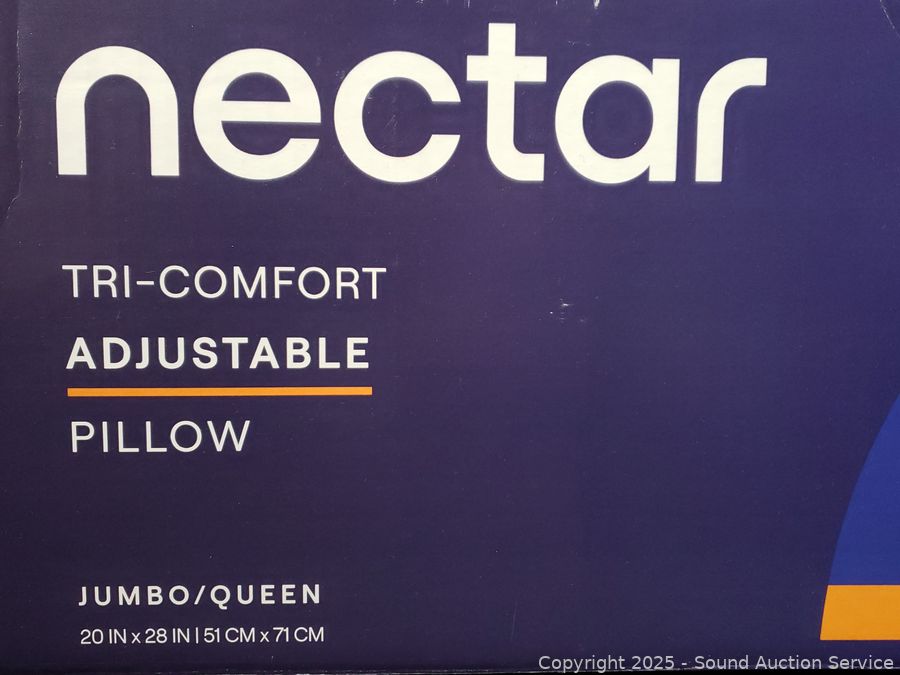 nectar
TRI-COMFORT
ADJUSTABLE
PILLOW
JUMBO/QUEEN
20 IN x 28 IN | 51 CM x 71 CM
Copyright 2025 - Sound Auction Service